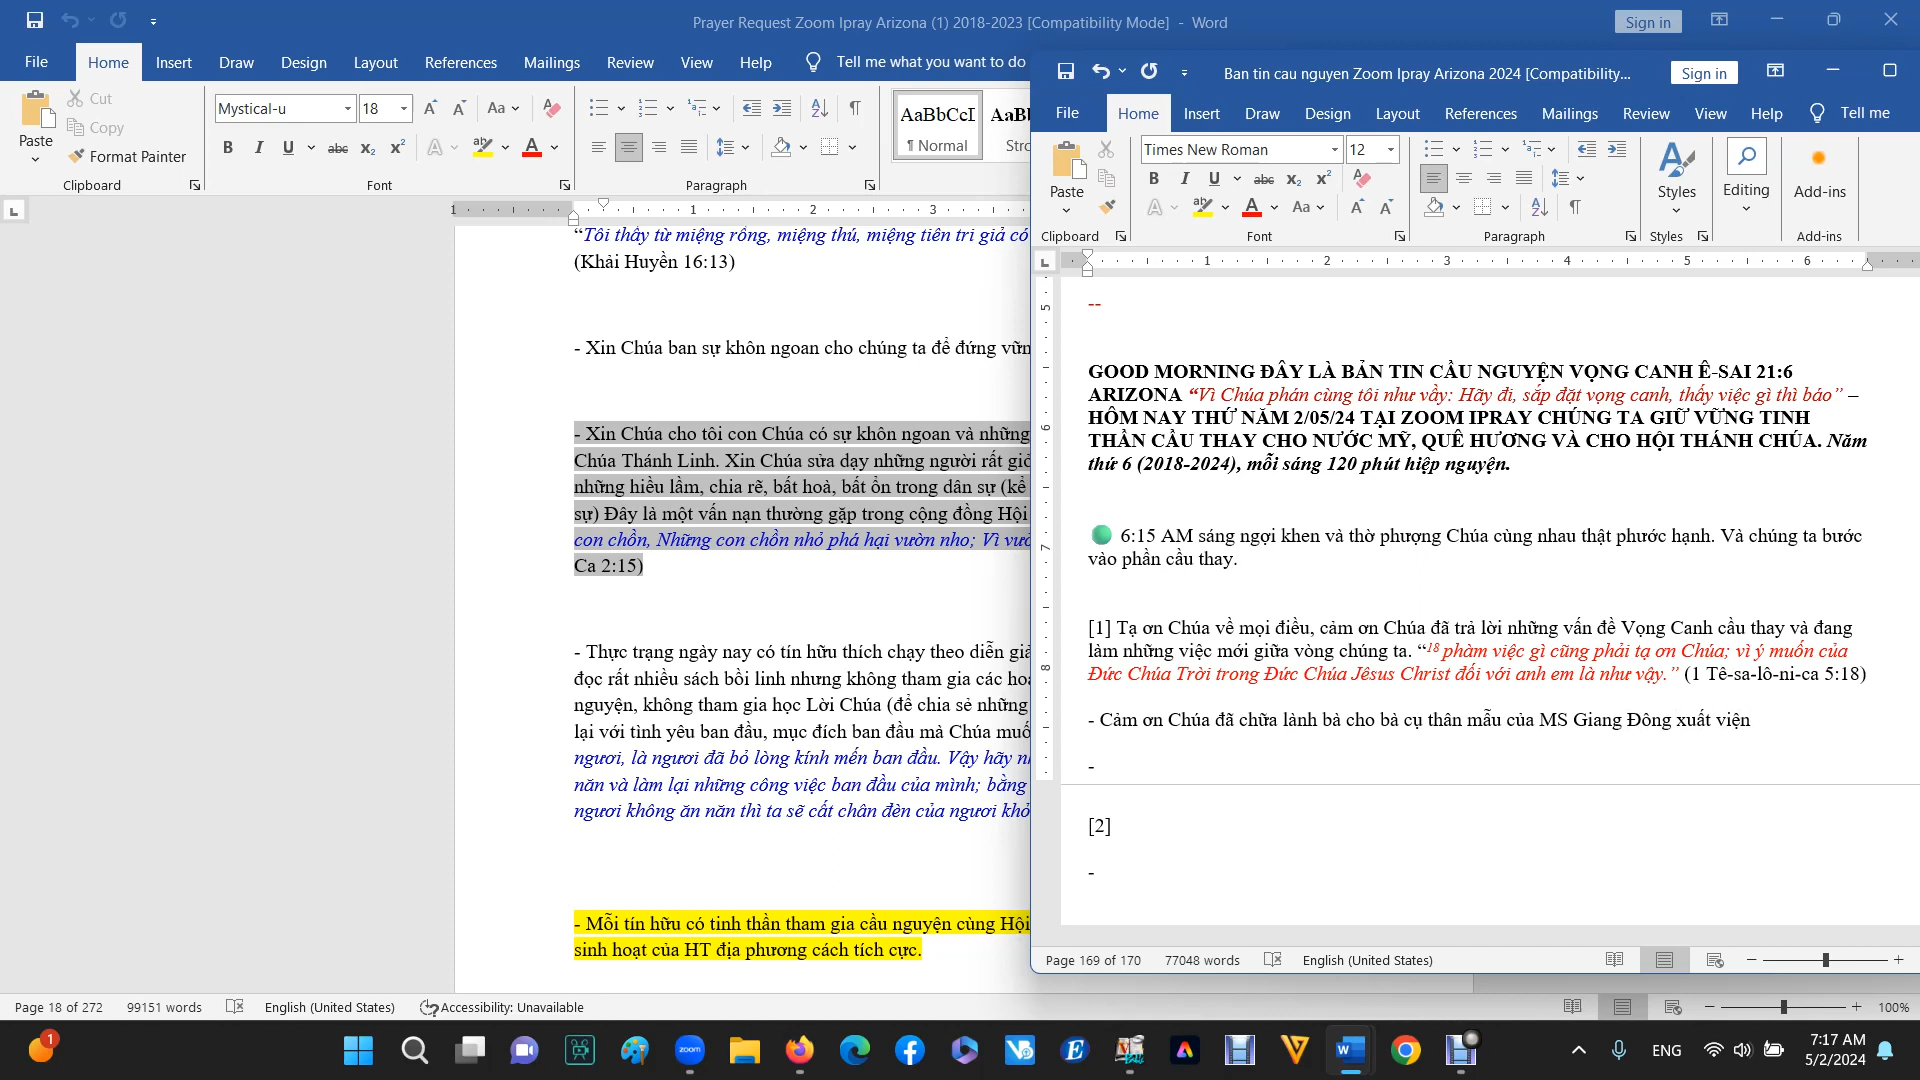 Prayer Request Zoom Ipray Arizona (1) 2018-2023 [Compatibility Mode] - Word
Sign in
File Home Insert Draw Design Layout References Mailings Review View Help Tell me what you want to do
Paste
Cut
Copy
Format Painter
Clipboard
Mystical-u 18
Font
Paragraph
AaBbCcI
¶ Normal
“Tôi thấy từ miệng rồng, miệng thú, miệng tiên tri giả có
(Khải Huyền 16:13)
- Xin Chúa ban sự khôn ngoan cho chúng ta để đứng vữn
- Xin Chúa cho tôi con Chúa có sự khôn ngoan và những
Chúa Thánh Linh. Xin Chúa sửa dạy những người rất giỏ
những hiểu lầm, chia rẽ, bất hoà, bất ổn trong dân sự (kể
sự) Đây là một vấn nạn thường gặp trong cộng đồng Hội
con chồn, Những con chồn nhỏ phá hại vườn nho; Vì vườ
Ca 2:15)
- Thực trạng ngày nay có tín hữu thích chạy theo diễn giả
đọc rất nhiều sách bồi linh nhưng không tham gia các hoạ
nguyện, không tham gia học Lời Chúa (để chia sẻ những
lại với tình yêu ban đầu, mục đích ban đầu mà Chúa muố
ngươi, là ngươi đã bỏ lòng kính mến ban đầu. Vậy hãy nh
năn và làm lại những công việc ban đầu của mình; bằng
ngươi không ăn năn thì ta sẽ cất chân đèn của ngươi khỏ
- Mỗi tín hữu có tinh thần tham gia cầu nguyện cùng Hội
sinh hoạt của HT địa phương cách tích cực.
Page 18 of 272 99151 words English (United States) Accessibility: Unavailable 100%
Ban tin cau nguyen Zoom Ipray Arizona 2024 [Compatibility...
Sign in
File Home Insert Draw Design Layout References Mailings Review View Help Tell me
Paste
Clipboard
Times New Roman 12
Font
Paragraph
Styles
Styles
Editing
Add-ins
Add-ins
--
GOOD MORNING ĐÂY LÀ BẢN TIN CẦU NGUYỆN VỌNG CANH Ê-SAI 21:6
ARIZONA “Vì Chúa phán cùng tôi như vầy: Hãy đi, sắp đặt vọng canh, thấy việc gì thì báo” –
HÔM NAY THỨ NĂM 2/05/24 TẠI ZOOM IPRAY CHÚNG TA GIỮ VỮNG TINH
THẦN CẦU THAY CHO NƯỚC MỸ, QUÊ HƯƠNG VÀ CHO HỘI THÁNH CHÚA. Năm
thứ 6 (2018-2024), mỗi sáng 120 phút hiệp nguyện.
6:15 AM sáng ngợi khen và thờ phượng Chúa cùng nhau thật phước hạnh. Và chúng ta bước
vào phần cầu thay.
[1] Tạ ơn Chúa về mọi điều, cảm ơn Chúa đã trả lời những vấn đề Vọng Canh cầu thay và đang
làm những việc mới giữa vòng chúng ta. “18 phàm việc gì cũng phải tạ ơn Chúa; vì ý muốn của
Đức Chúa Trời trong Đức Chúa Jêsus Christ đối với anh em là như vậy.” (1 Tê-sa-lô-ni-ca 5:18)
- Cảm ơn Chúa đã chữa lành bà cho bà cụ thân mẫu của MS Giang Đông xuất viện
-
[2]
-
Page 169 of 170 77048 words English (United States)
ENG
7:17 AM
5/2/2024